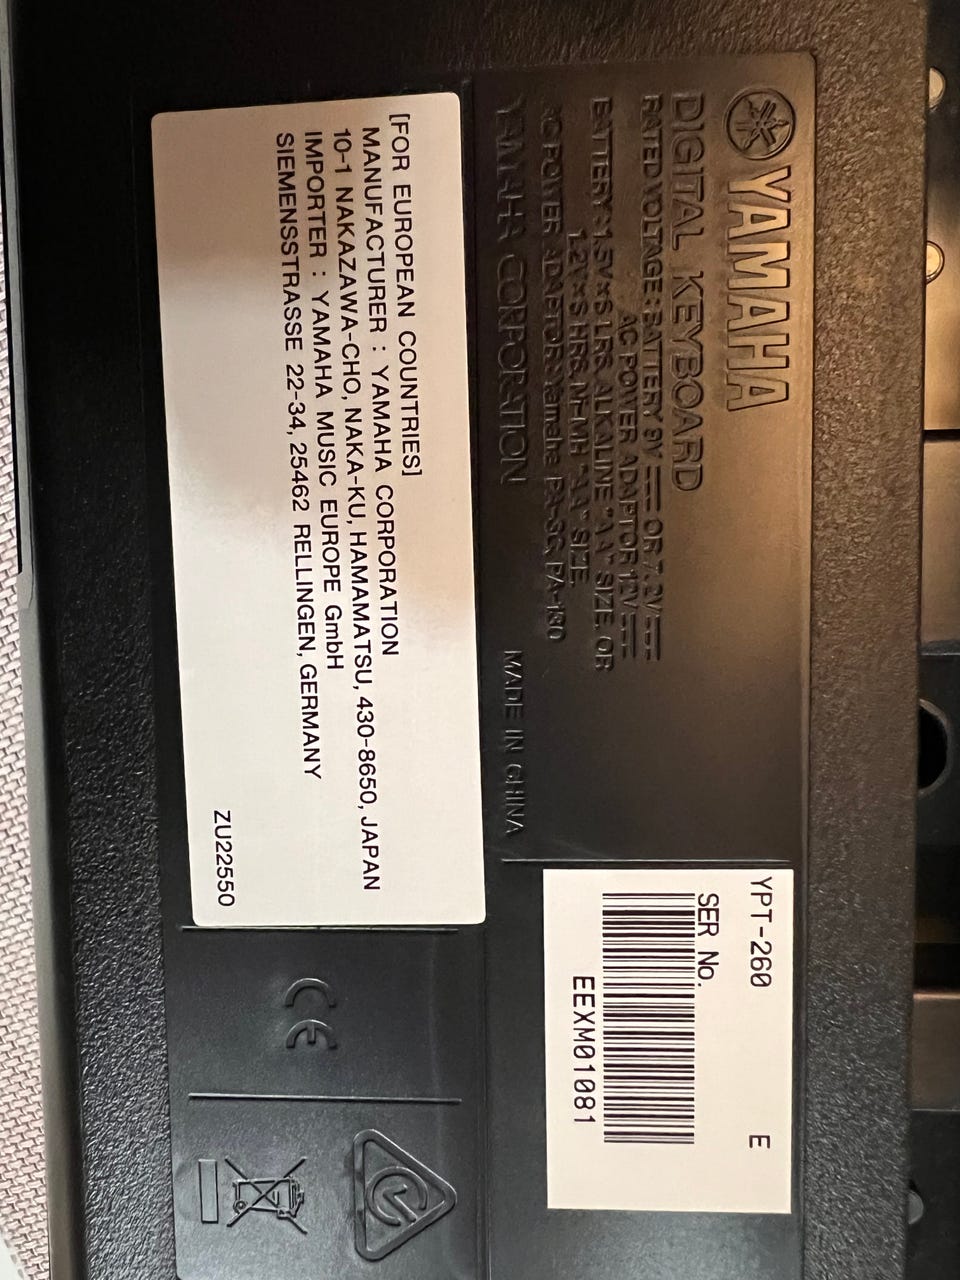 YAMAHA
DIGITAL KEYBOARD
RATED VOLTAGE : BATTERY 9V OR 7.2V
AC POWER ADAPTOR 12V
BATTERY : 1.5V x 6 LR6, ALKALINE "AA" SIZE, OR
1.2V x 6 HR6, Ni-MH "AA" SIZE
AC POWER ADAPTOR : Yamaha PA-3C, PA-130
YAMAHA CORPORATION MADE IN CHINA
YPT-260 E
SER No.
EEXM01081
[FOR EUROPEAN COUNTRIES]
MANUFACTURER : YAMAHA CORPORATION
10-1 NAKAZAWA-CHO, NAKA-KU, HAMAMATSU, 430-8650, JAPAN
IMPORTER : YAMAHA MUSIC EUROPE GmbH
SIEMENSSTRASSE 22-34, 25462 RELLINGEN, GERMANY
ZU22550
CE